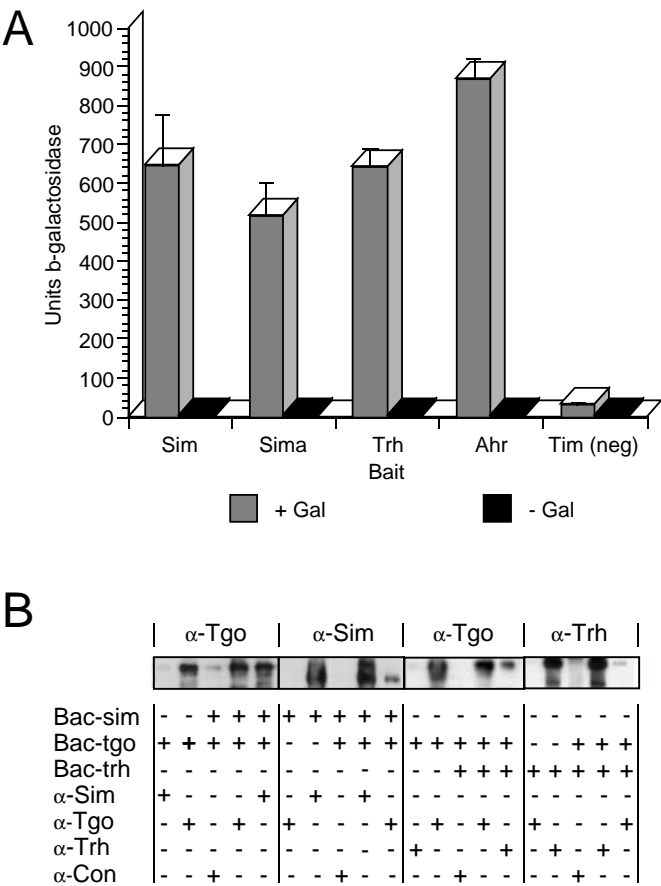 A
Units b-galactosidase
1000
900
800
700
600
500
400
300
200
100
0
Sim Sima Trh Ahr Tim (neg)
Bait
+ Gal - Gal
B
α-Tgo α-Sim α-Tgo α-Trh
Bac-sim - - + + + + + + + + - - - - - - - - - -
Bac-tgo + + + + + - - + + + + + + + + - - + + +
Bac-trh - - - - - - - - - - - - + + + + + + + +
α-Sim + - - - + - + - + - - - - - - - - - - -
α-Tgo - + - + - + - - - + - + - + - + - - - +
α-Trh - - - - - - - - - - + - - - + - + - + -
α-Con - - + - - - - + - - - - + - - - - + - -